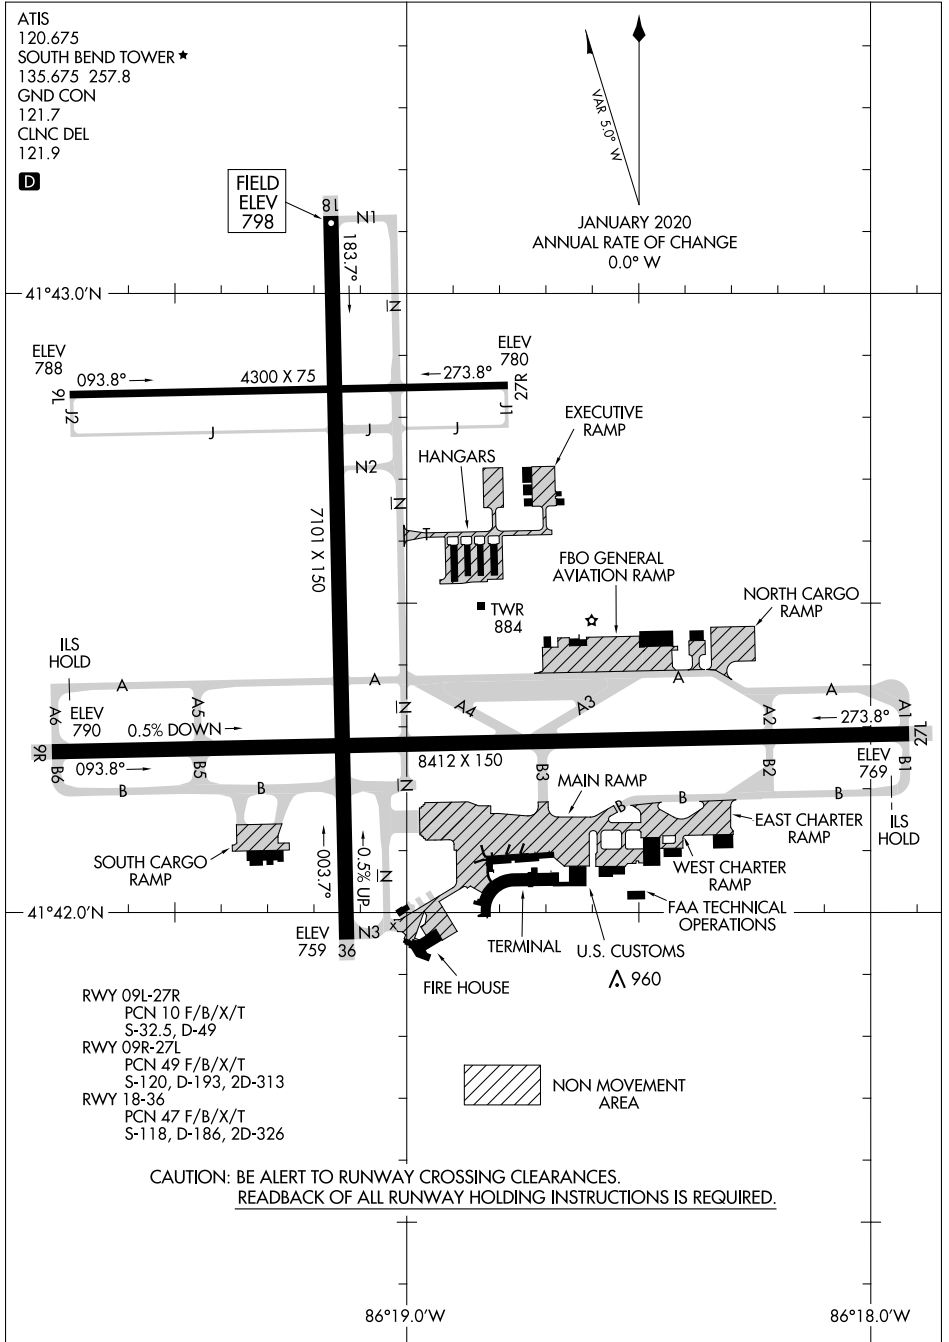 ATIS
120.675
SOUTH BEND TOWER ★
135.675 257.8
GND CON
121.7
CLNC DEL
121.9
D
VAR 5.0° W
JANUARY 2020
ANNUAL RATE OF CHANGE
0.0° W
FIELD
ELEV
798
18
N1
183.7°
41°43.0'N
N
ELEV
788
ELEV
780
9L
093.8°
4300 X 75
273.8°
27R
J2
J
J
J
J1
EXECUTIVE
RAMP
N2
HANGARS
N
T
7101 X 150
FBO GENERAL
AVIATION RAMP
NORTH CARGO
RAMP
TWR
884
ILS
HOLD
A
A
A
A
A6
ELEV
790
0.5% DOWN
A5
N
A4
A3
A2
273.8°
A1
9R
27L
B6
093.8°
B5
8412 X 150
B3
B2
ELEV
769
B1
B
B
N
MAIN RAMP
B
B
B
EAST CHARTER
RAMP
ILS
HOLD
SOUTH CARGO
RAMP
003.7°
0.5% UP
N
WEST CHARTER
RAMP
41°42.0'N
FAA TECHNICAL
OPERATIONS
ELEV
759
36
N3
X
TERMINAL
U.S. CUSTOMS
FIRE HOUSE
960
RWY 09L-27R
PCN 10 F/B/X/T
S-32.5, D-49
RWY 09R-27L
PCN 49 F/B/X/T
S-120, D-193, 2D-313
RWY 18-36
PCN 47 F/B/X/T
S-118, D-186, 2D-326
NON MOVEMENT
AREA
CAUTION: BE ALERT TO RUNWAY CROSSING CLEARANCES.
READBACK OF ALL RUNWAY HOLDING INSTRUCTIONS IS REQUIRED.
86°19.0'W
86°18.0'W